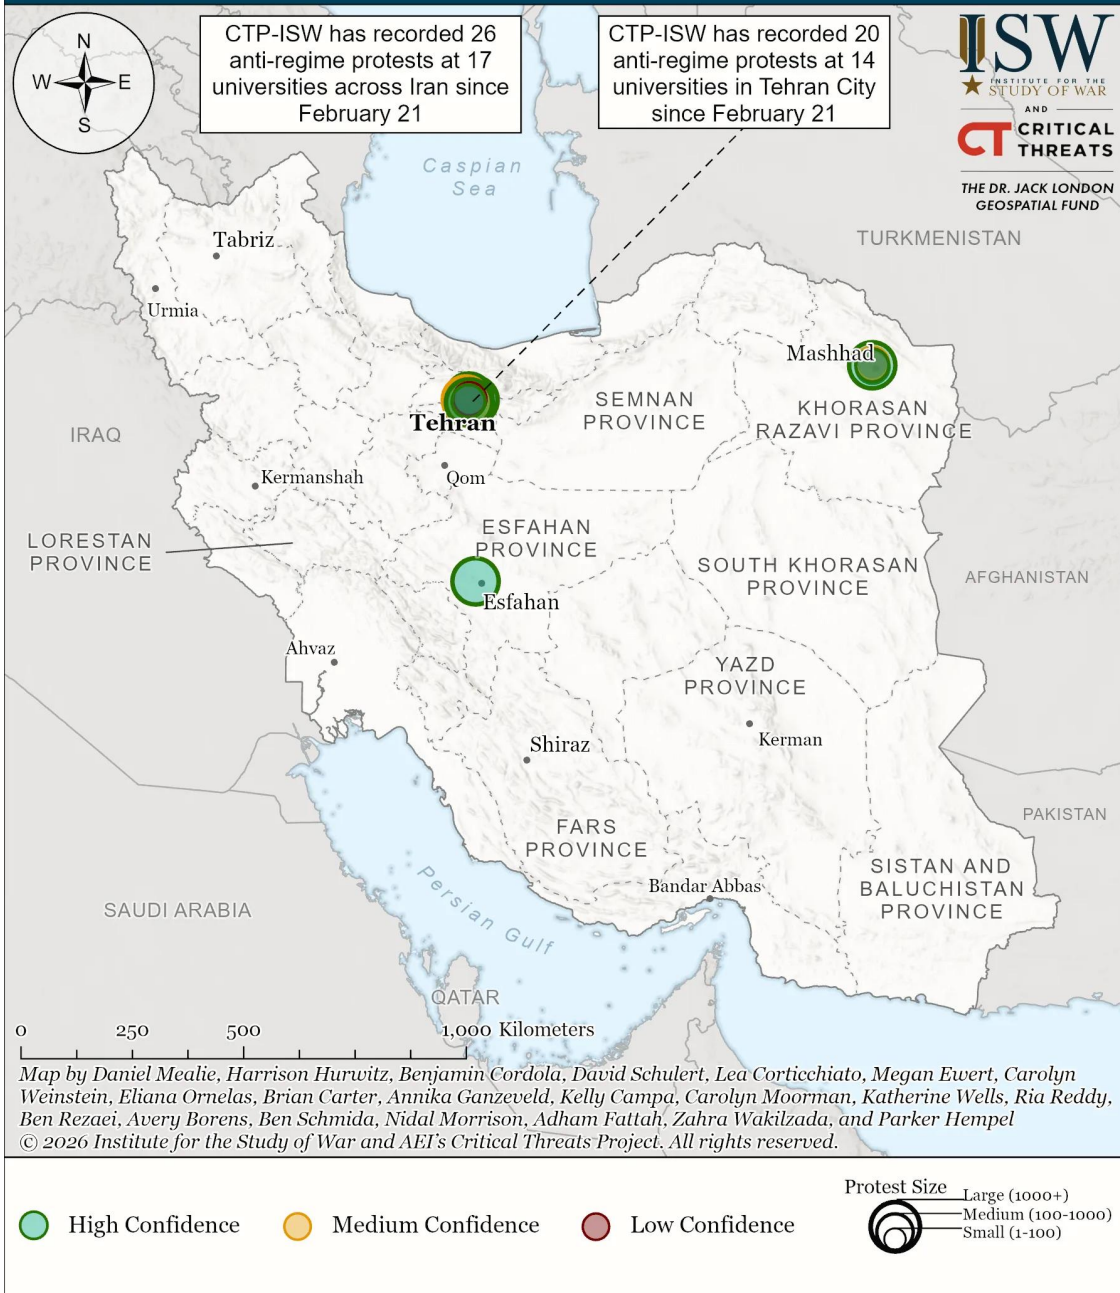 N
W
E
S
CTP-ISW has recorded 26
anti-regime protests at 17
universities across Iran since
February 21
CTP-ISW has recorded 20
anti-regime protests at 14
universities in Tehran City
since February 21
ISW
INSTITUTE FOR THE
STUDY OF WAR
AND
CT CRITICAL
THREATS
THE DR. JACK LONDON
GEOSPATIAL FUND
Caspian
Sea
TURKMENISTAN
Tabriz
Urmia
Mashhad
Tehran
SEMNAN
PROVINCE
KHORASAN
RAZAVI PROVINCE
IRAQ
Kermanshah
Qom
LORESTAN
PROVINCE
ESFAHAN
PROVINCE
Esfahan
SOUTH KHORASAN
PROVINCE
AFGHANISTAN
Ahvaz
YAZD
PROVINCE
Shiraz
Kerman
PAKISTAN
FARS
PROVINCE
Bandar Abbas
SISTAN AND
BALUCHISTAN
PROVINCE
SAUDI ARABIA
Persian Gulf
QATAR
0 250 500 1,000 Kilometers
Map by Daniel Mealie, Harrison Hurwitz, Benjamin Cordola, David Schulert, Lea Corticchiato, Megan Ewert, Carolyn
Weinstein, Eliana Ornelas, Brian Carter, Annika Ganzeveld, Kelly Campa, Carolyn Moorman, Katherine Wells, Ria Reddy,
Ben Rezaei, Avery Borens, Ben Schmida, Nidal Morrison, Adham Fattah, Zahra Wakilzada, and Parker Hempel
© 2026 Institute for the Study of War and AEI's Critical Threats Project. All rights reserved.
High Confidence
Medium Confidence
Low Confidence
Protest Size
Large (1000+)
Medium (100-1000)
Small (1-100)